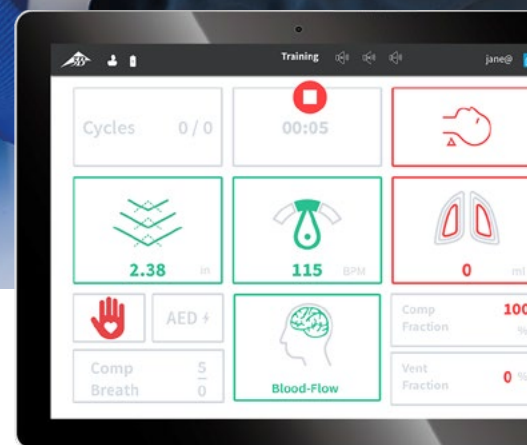 Training
jane@
Cycles 0 / 0
00:05
2.38 in
115 BPM
0 ml
AED
Comp Fraction 100 %
Comp Breath 5 0
Blood-Flow
Vent Fraction 0 %